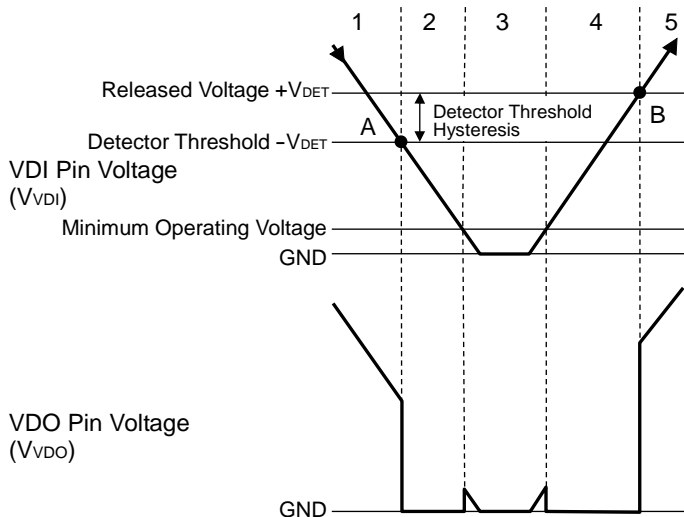 1 2 3 4 5
Released Voltage +VDET
A
Detector Threshold
Hysteresis
B
Detector Threshold −VDET
VDI Pin Voltage
(VVDI)
Minimum Operating Voltage
GND
VDO Pin Voltage
(VVDO)
GND